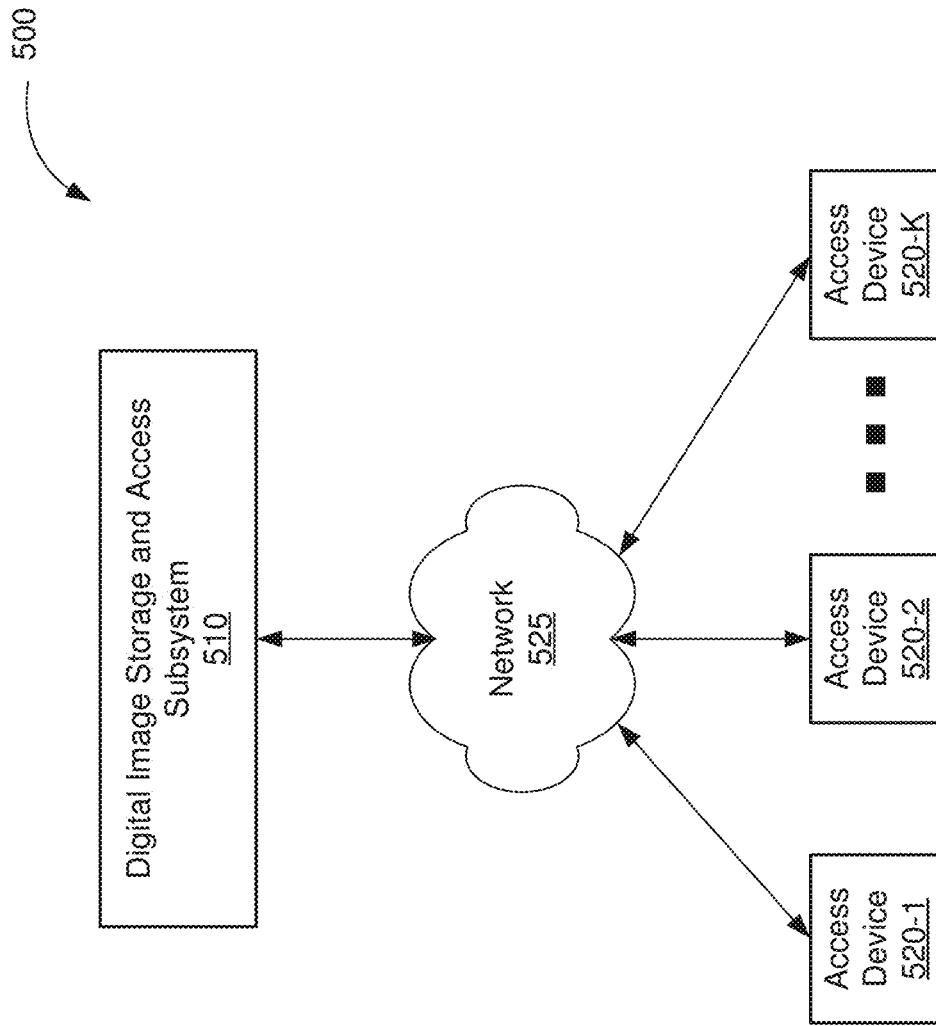 500
Digital Image Storage and Access
Subsystem
510
Network
525
Access
Device
520-1
Access
Device
520-2
Access
Device
520-K